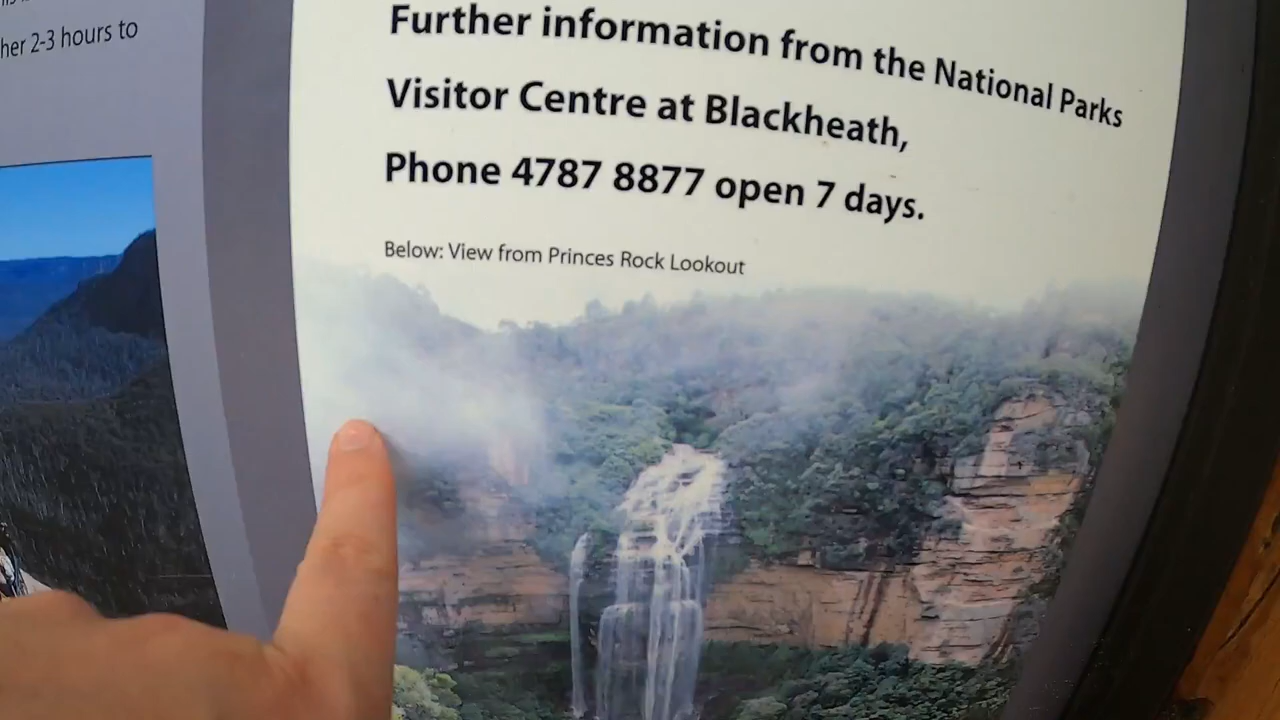 her 2-3 hours to
Further information from the National Parks
Visitor Centre at Blackheath,
Phone 4787 8877 open 7 days.
Below: View from Princes Rock Lookout